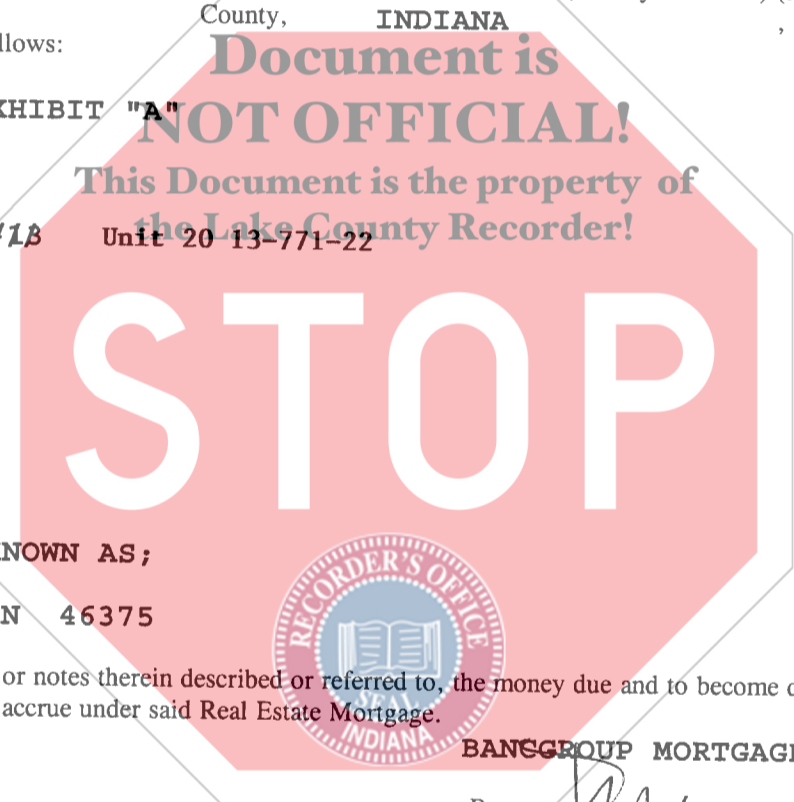 County, INDIANA ,
llows:
Document is
XHIBIT "A"
NOT OFFICIAL!
This Document is the property of
the Lake County Recorder!
Unit 20 13-771-22
STOP
NOWN AS;
RECORDER'S OFFICE
N 46375
SEAL
INDIANA
or notes therein described or referred to, the money due and to become
accrue under said Real Estate Mortgage.
BANCGROUP MORTGAGE